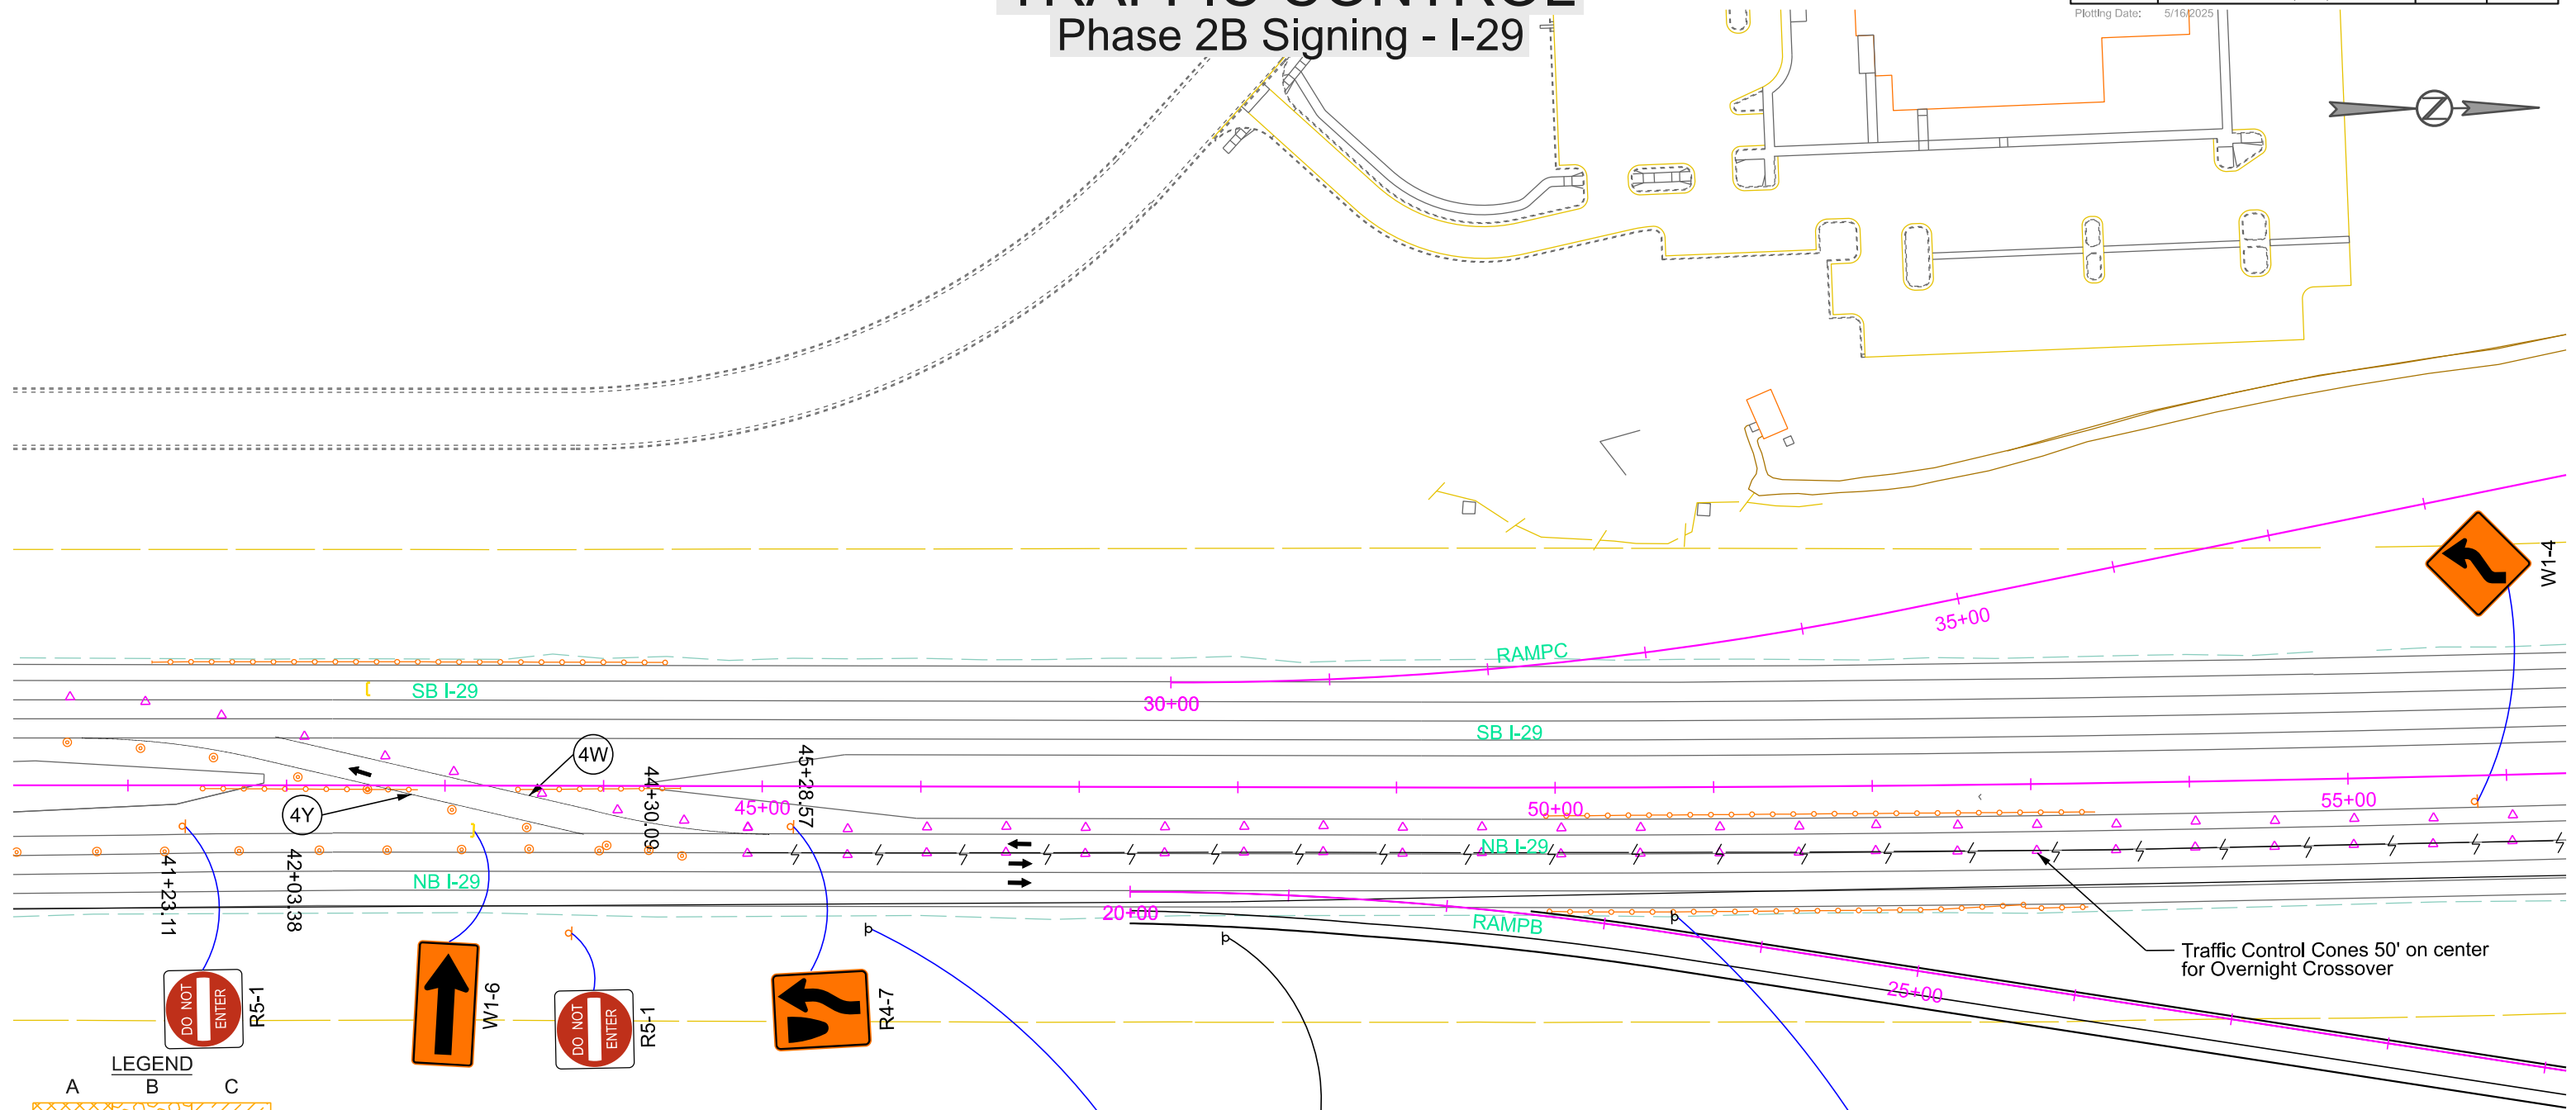 TRAFFIC CONTROL
Phase 2B Signing - I-29
Plotting Date: 5/16/2025
N
W1-4
35+00
RAMPC
30+00
SB I-29
SB I-29
4W
4Y
44+30.09
45+28.57
45+00
50+00
55+00
NB I-29
NB I-29
41+23.11
42+03.38
20+00
RAMPB
25+00
Traffic Control Cones 50' on center
for Overnight Crossover
DO NOT
ENTER
R5-1
W1-6
DO NOT
ENTER
R5-1
R4-7
LEGEND
A B C